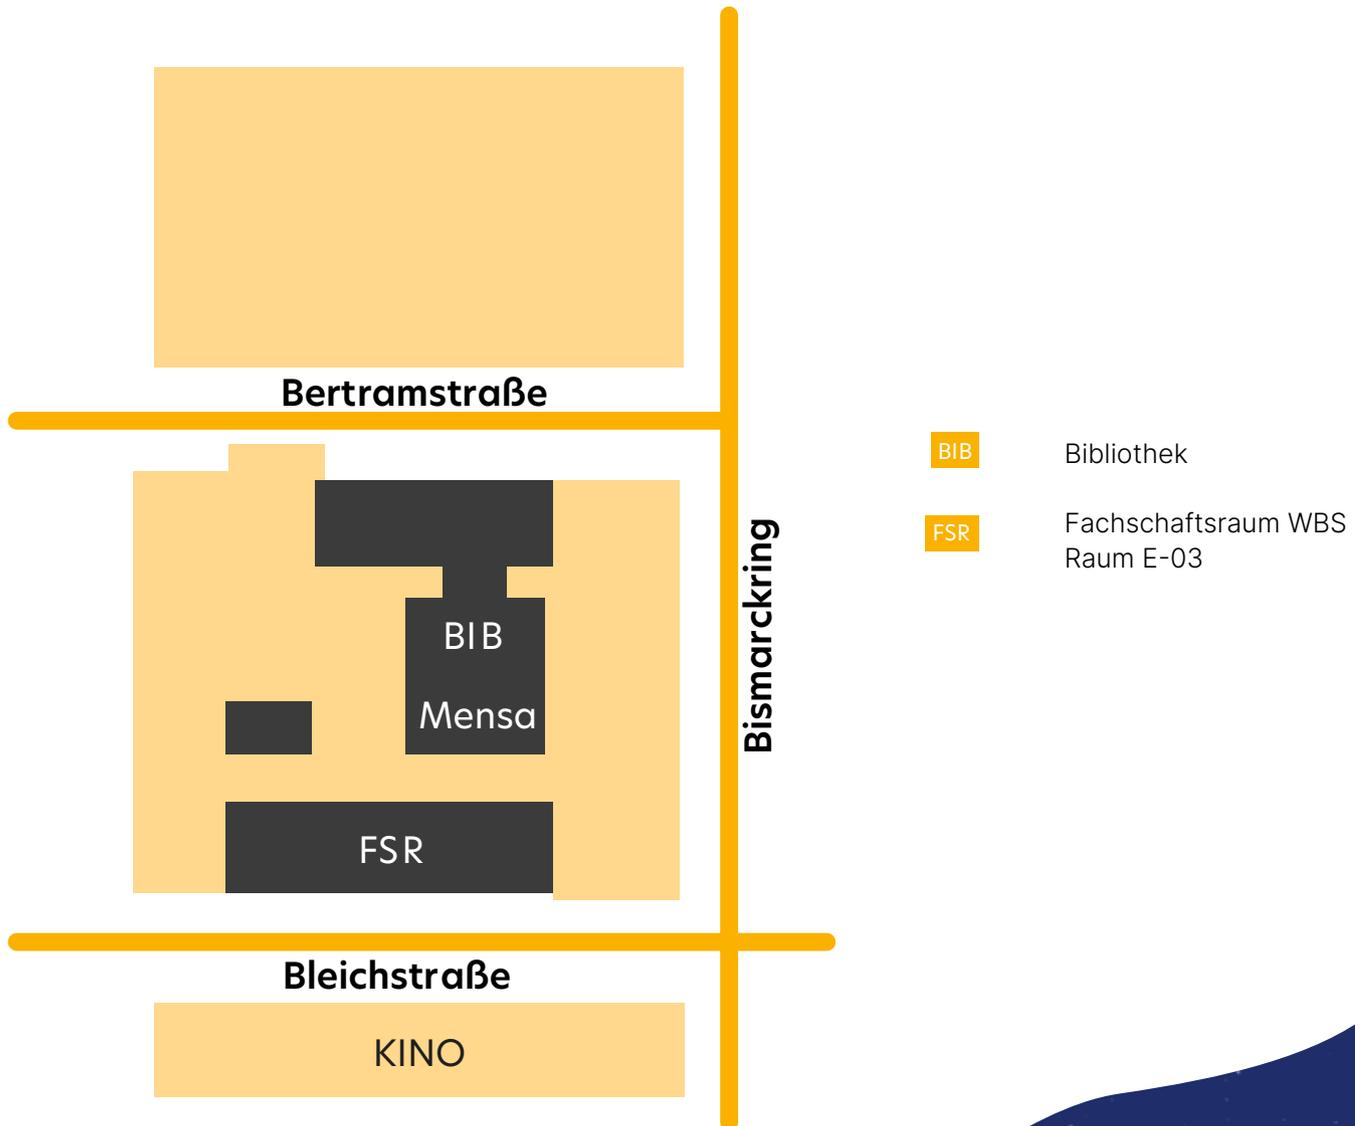 Bertramstraße
BIB
Mensa
FSR
Bismarckring
Bleichstraße
KINO
BIB Bibliothek
FSR Fachschaftsraum WBS
Raum E-03